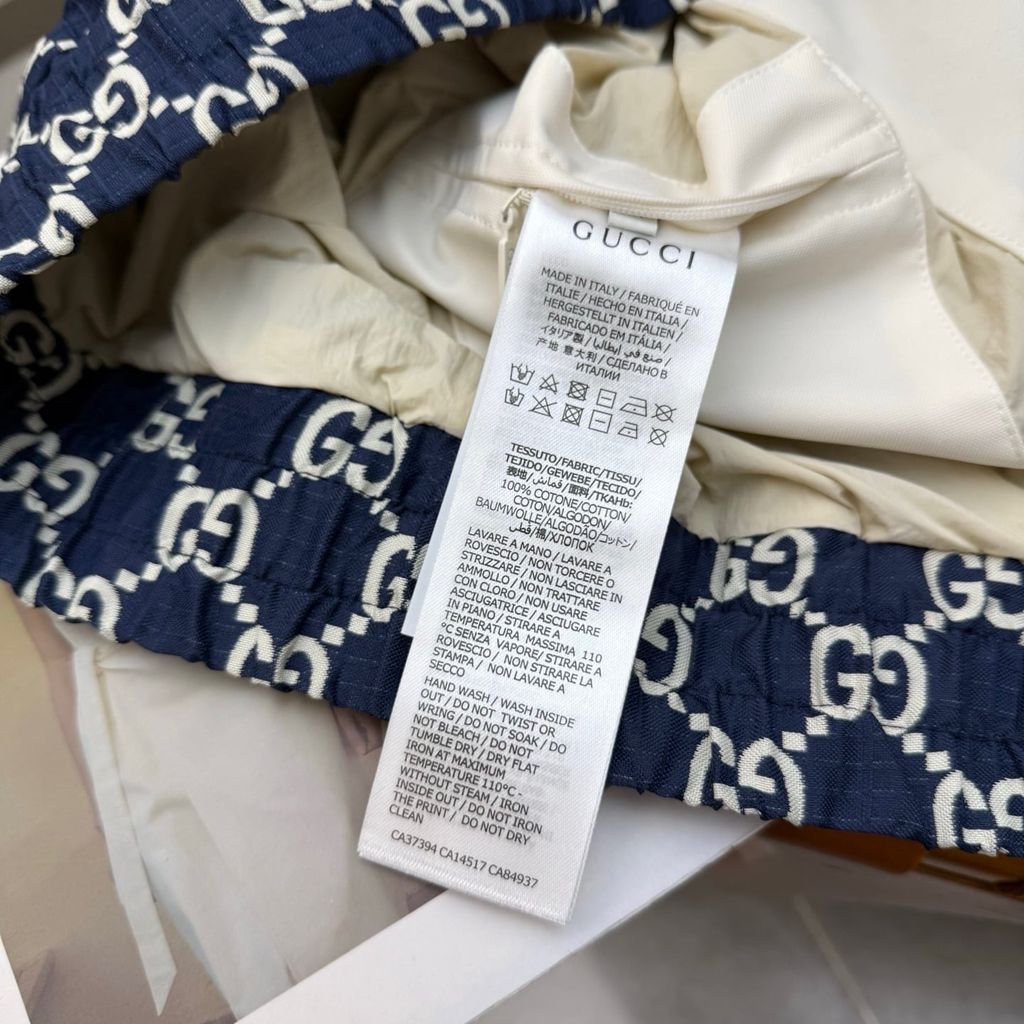 GUCCI
MADE IN ITALY / FABRIQUÉ EN
ITALIE / HECHO EN ITALIA /
HERGESTELLT IN ITALIEN /
FABRICADO EM ITÁLIA /
イタリア製 / صنع في إيطاليا /
产地 意大利 / СДЕЛАНО В
ИТАЛИИ
TESSUTO/FABRIC/TISSU/
TEJIDO/GEWEBE/TECIDO/
表地/قماش/面料/ТКАНЬ:
100% COTONE/COTTON/
COTON/ALGODON/
BAUMWOLLE/ALGODÃO/コットン/
قطن/棉/ХЛОПОК
LAVARE A MANO / LAVARE A
ROVESCIO / NON TORCERE O
STRIZZARE / NON LASCIARE IN
AMMOLLO / NON TRATTARE
CON CLORO / NON USARE
ASCIUGATRICE / ASCIUGARE
IN PIANO / STIRARE A
TEMPERATURA MASSIMA 110
°C SENZA VAPORE/ STIRARE A
ROVESCIO / NON STIRARE LA
STAMPA / NON LAVARE A
SECCO
HAND WASH / WASH INSIDE
OUT / DO NOT TWIST OR
WRING / DO NOT SOAK / DO
NOT BLEACH / DO NOT
TUMBLE DRY / DRY FLAT
IRON AT MAXIMUM
TEMPERATURE 110°C -
WITHOUT STEAM / IRON
INSIDE OUT / DO NOT IRON
THE PRINT / DO NOT DRY
CLEAN
CA37394 CA14517 CA84937